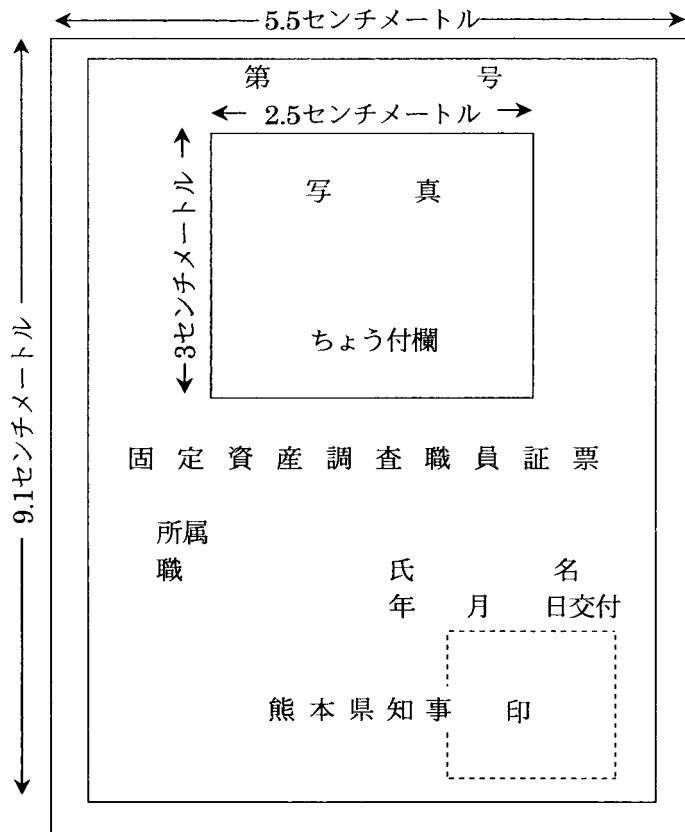 5.5センチメートル
第 号
2.5センチメートル
3センチメートル
写 真
ちょう付欄
9.1センチメートル
固定資産調査職員証票
所属
職 氏 名
年 月 日交付
熊本県知事 印